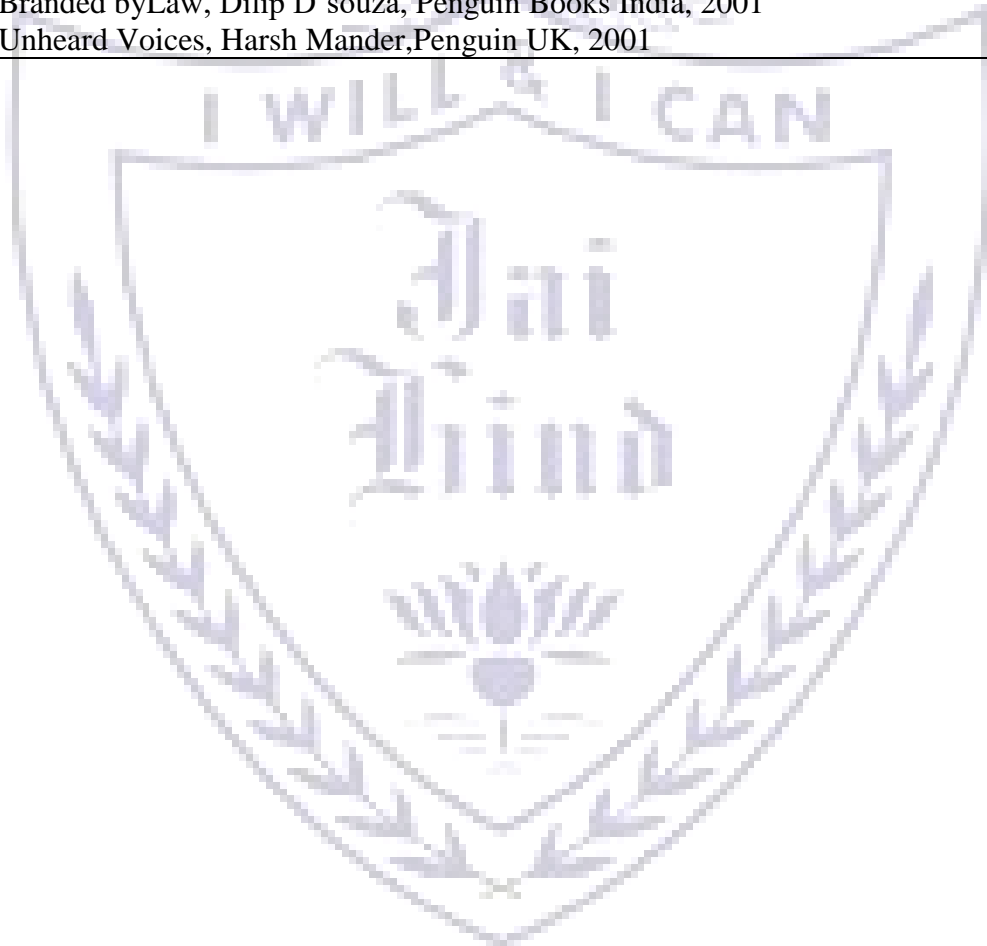 Branded byLaw, Dilip D'souza, Penguin Books India, 2001
Unheard Voices, Harsh Mander,Penguin UK, 2001
I WILL & I CAN
Jai
Hind